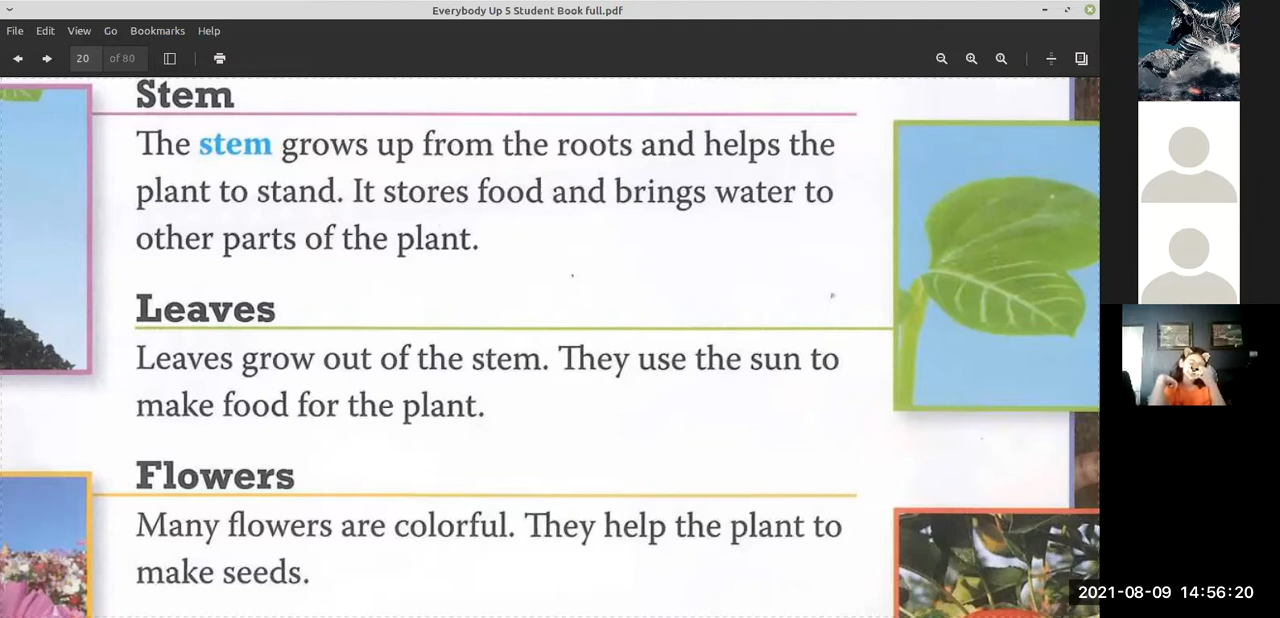 Everybody Up 5 Student Book full.pdf
File Edit View Go Bookmarks Help
20 of 80
Stem
The stem grows up from the roots and helps the
plant to stand. It stores food and brings water to
other parts of the plant.
Leaves
Leaves grow out of the stem. They use the sun to
make food for the plant.
Flowers
Many flowers are colorful. They help the plant to
make seeds.
2021-08-09 14:56:20